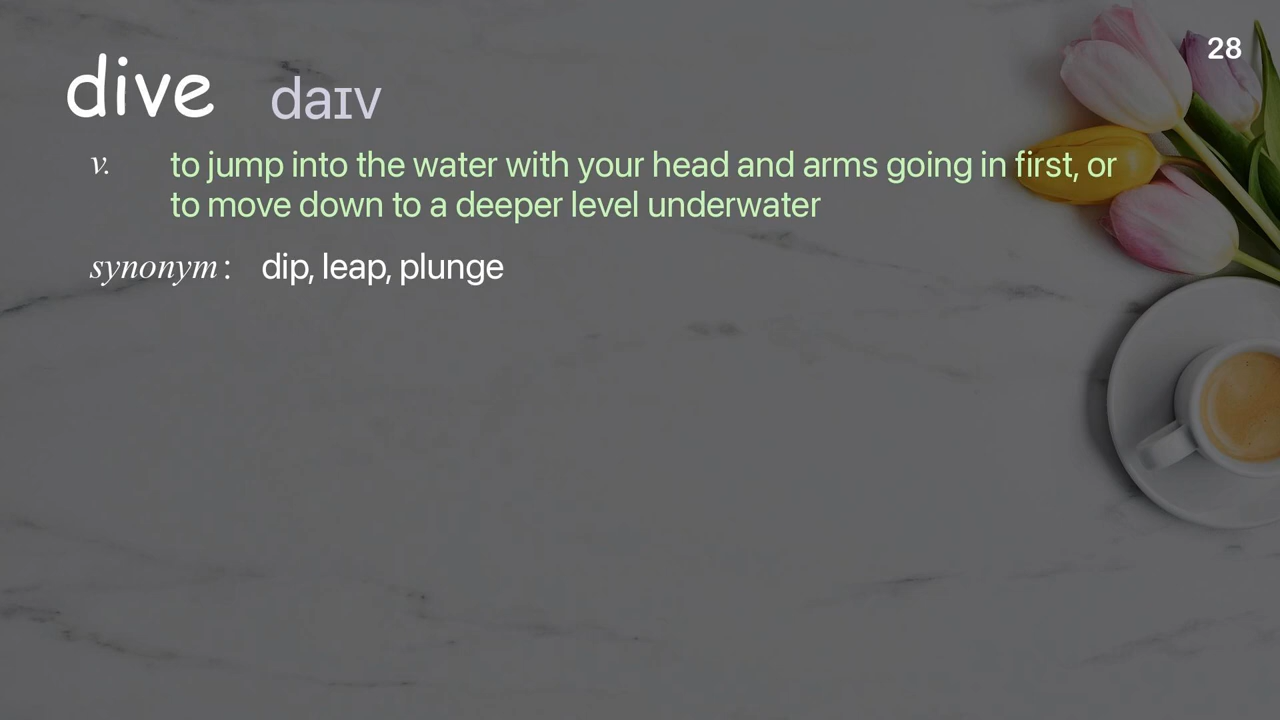 28
dive daɪv
v. to jump into the water with your head and arms going in first, or
to move down to a deeper level underwater
synonym: dip, leap, plunge